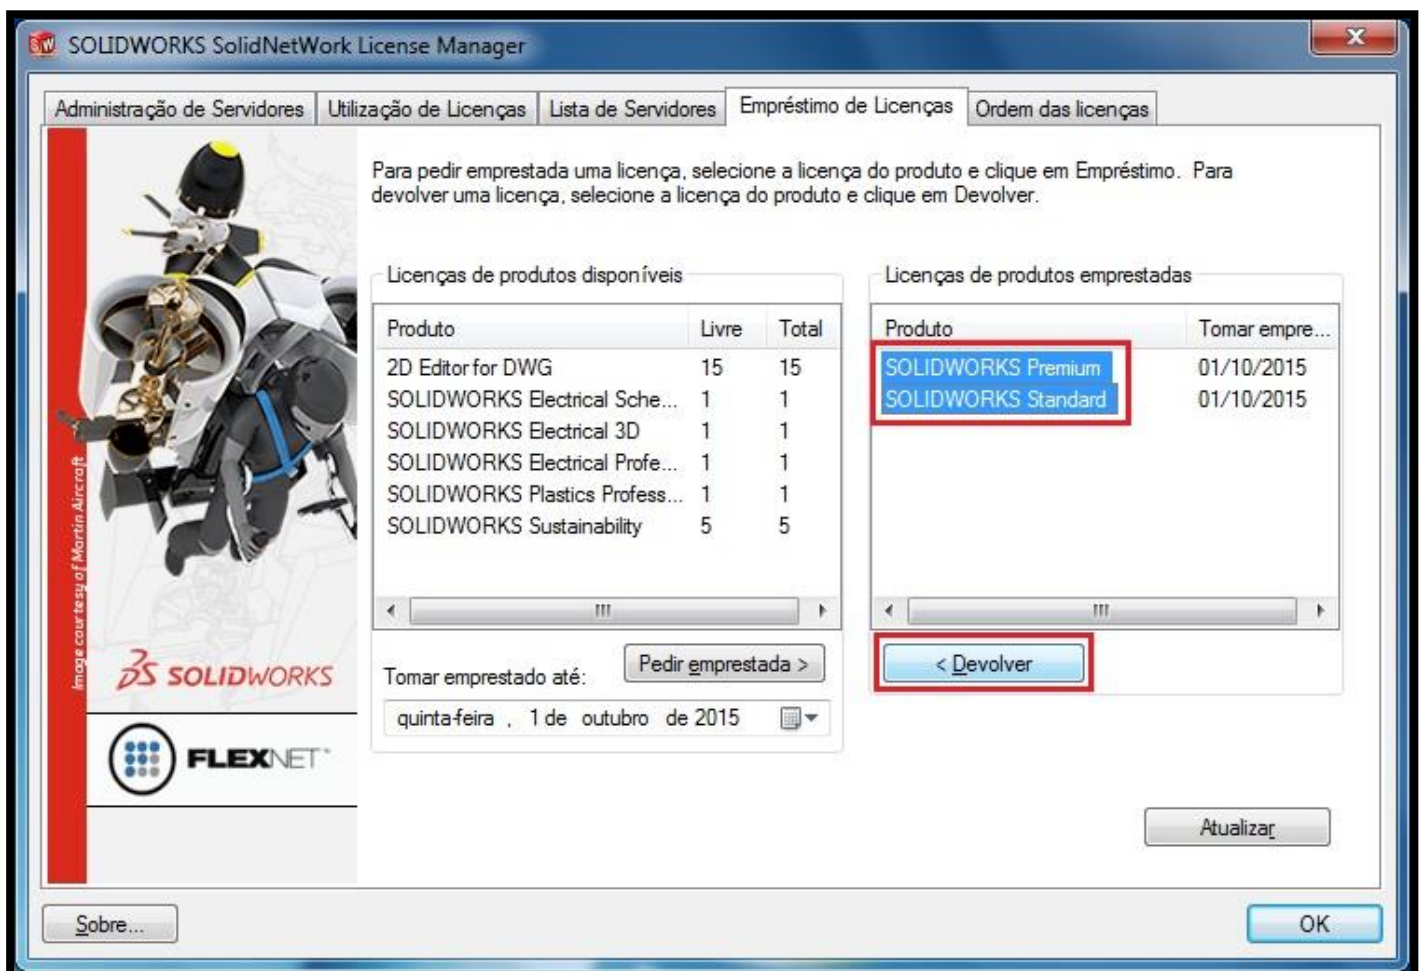 SOLIDWORKS SolidNetWork License Manager
Administração de Servidores
Utilização de Licenças
Lista de Servidores
Empréstimo de Licenças
Ordem das licenças
Para pedir emprestada uma licença, selecione a licença do produto e clique em Empréstimo. Para
devolver uma licença, selecione a licença do produto e clique em Devolver.
Licenças de produtos disponíveis
Produto Livre Total
2D Editor for DWG 15 15
SOLIDWORKS Electrical Sche... 1 1
SOLIDWORKS Electrical 3D 1 1
SOLIDWORKS Electrical Profe... 1 1
SOLIDWORKS Plastics Profess... 1 1
SOLIDWORKS Sustainability 5 5
Pedir emprestada >
Tomar emprestado até:
quinta-feira , 1 de outubro de 2015
Licenças de produtos emprestadas
Produto Tomar empre...
SOLIDWORKS Premium 01/10/2015
SOLIDWORKS Standard 01/10/2015
< Devolver
Atualizar
Image courtesy of Martin Aircraft
SOLIDWORKS
FLEXNET
Sobre...
OK